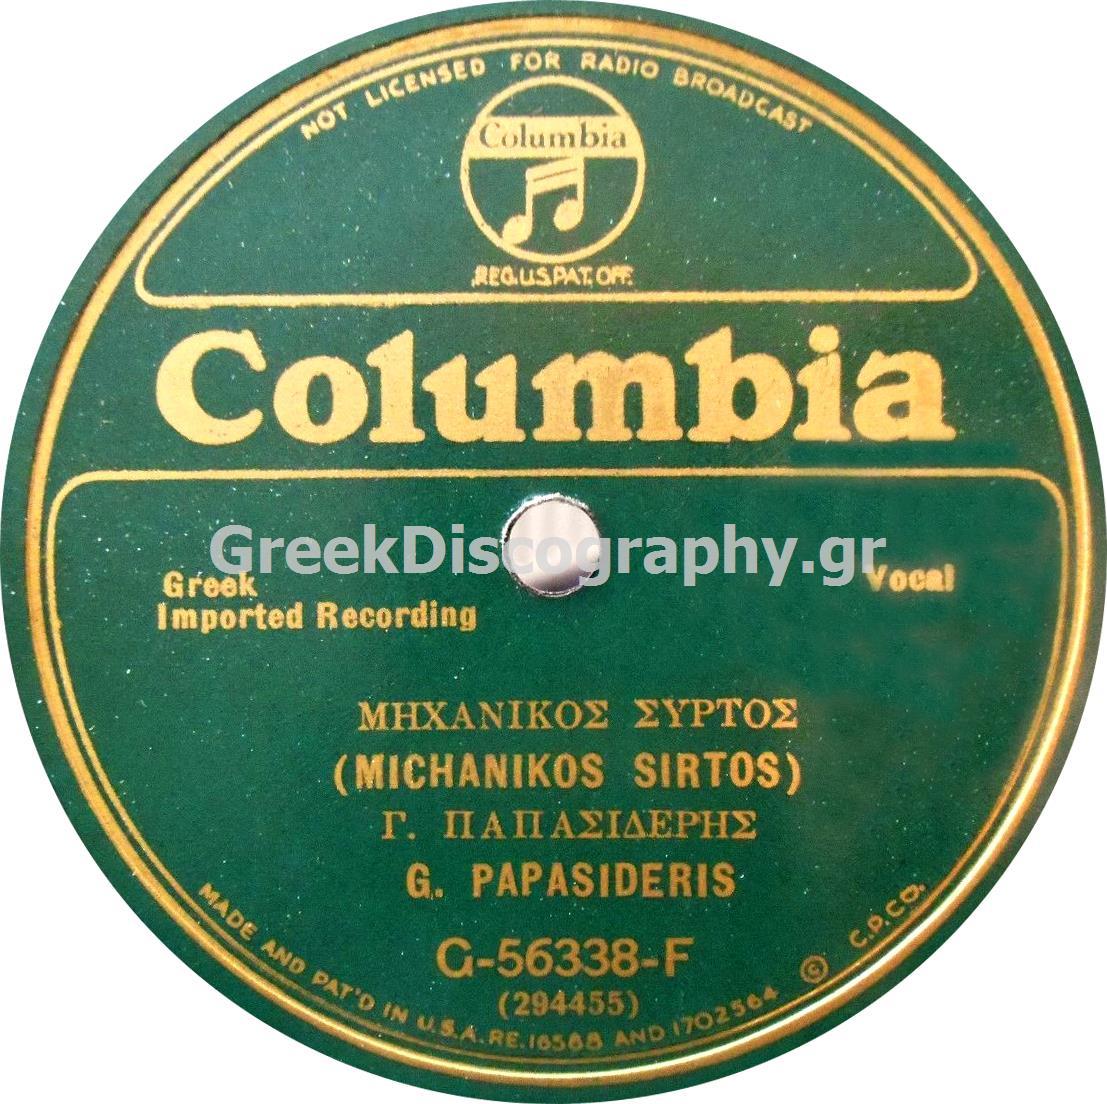 NOT LICENSED FOR RADIO BROADCAST
Columbia
REG. U.S. PAT. OFF.
Columbia
GreekDiscography.gr
Greek
Vocal
Imported Recording
ΜΗΧΑΝΙΚΟΣ ΣΥΡΤΟΣ
(MICHANIKOS SIRTOS)
Γ. ΠΑΠΑΣΙΔΕΡΗΣ
G. PAPASIDERIS
G-56338-F
(294455)
MADE AND PAT'D IN U.S.A. RE. 16588 AND 1702564 © C.P.CO.